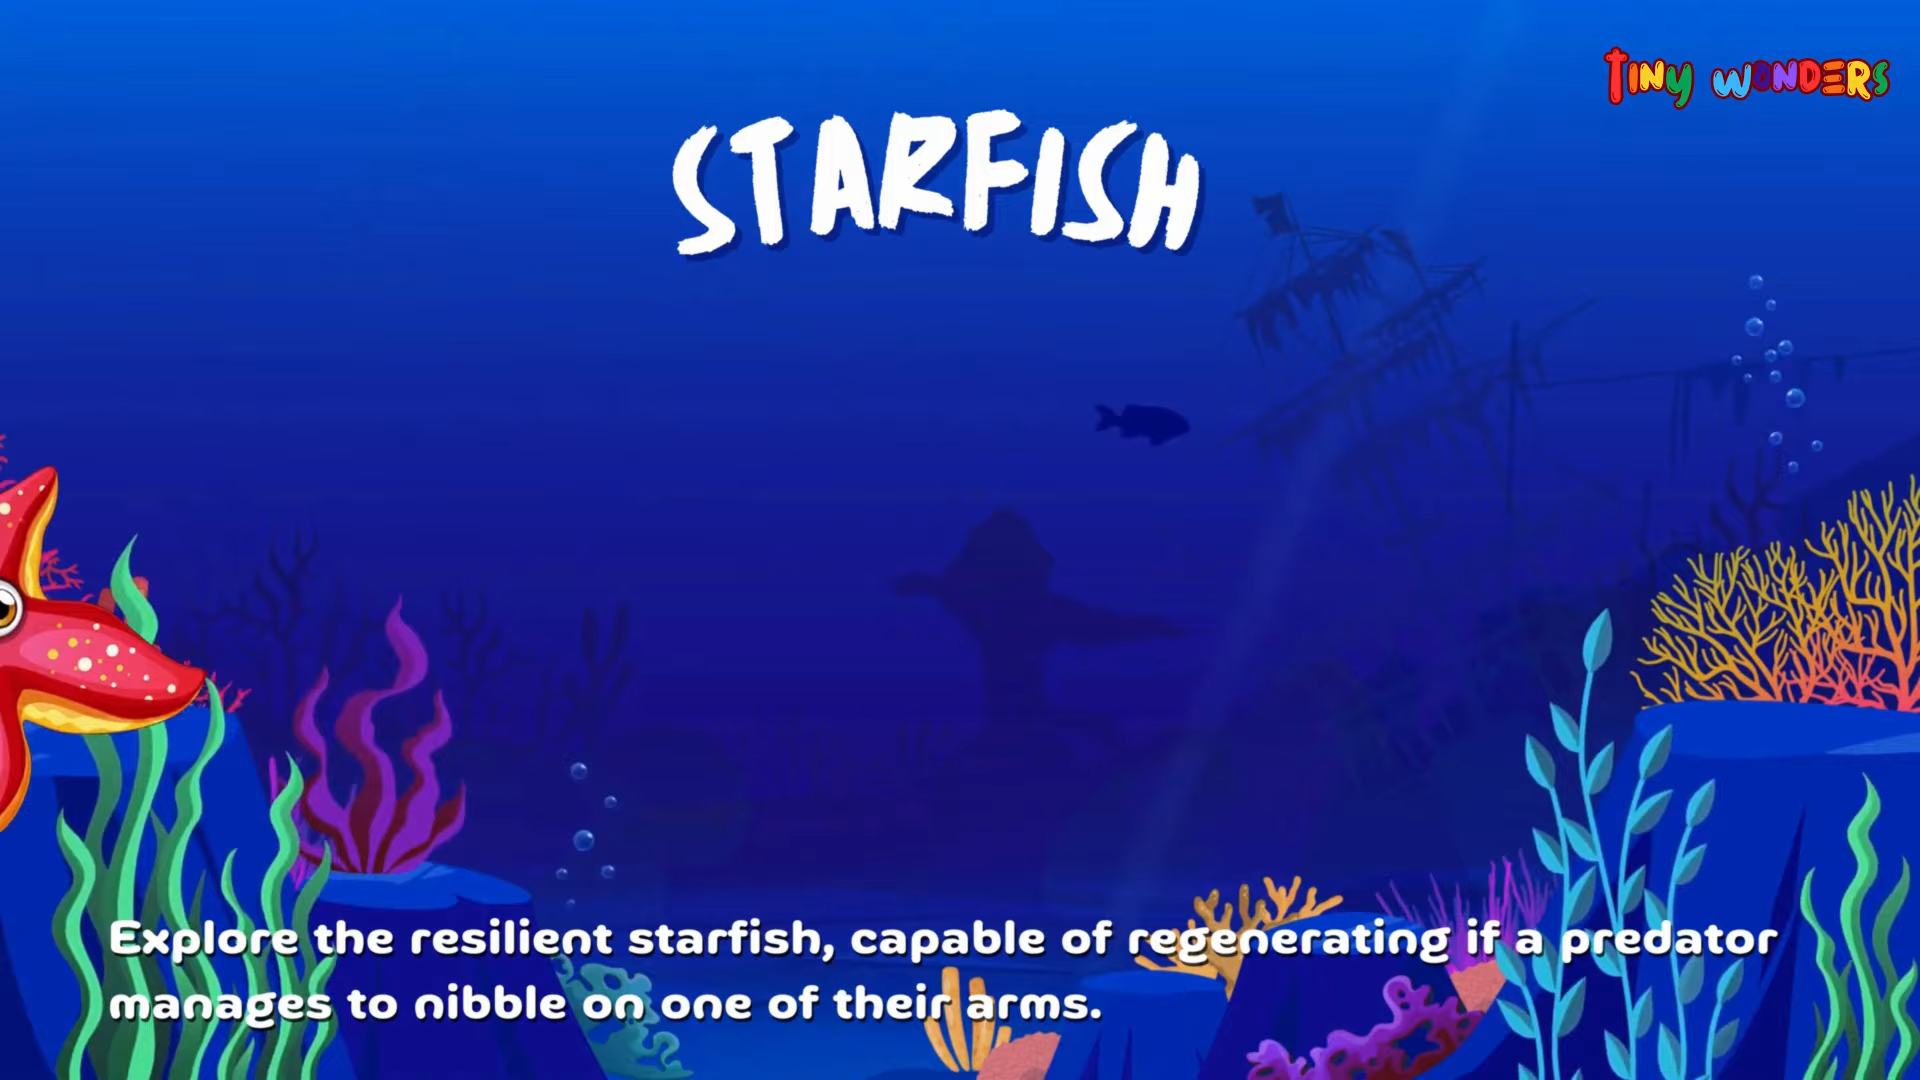 Tiny Wonders
STARFISH
Explore the resilient starfish, capable of regenerating if a predator
manages to nibble on one of their arms.